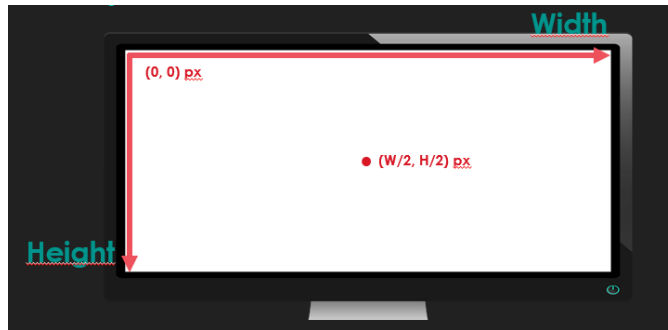 Width
(0, 0) px
(W/2, H/2) px
Height